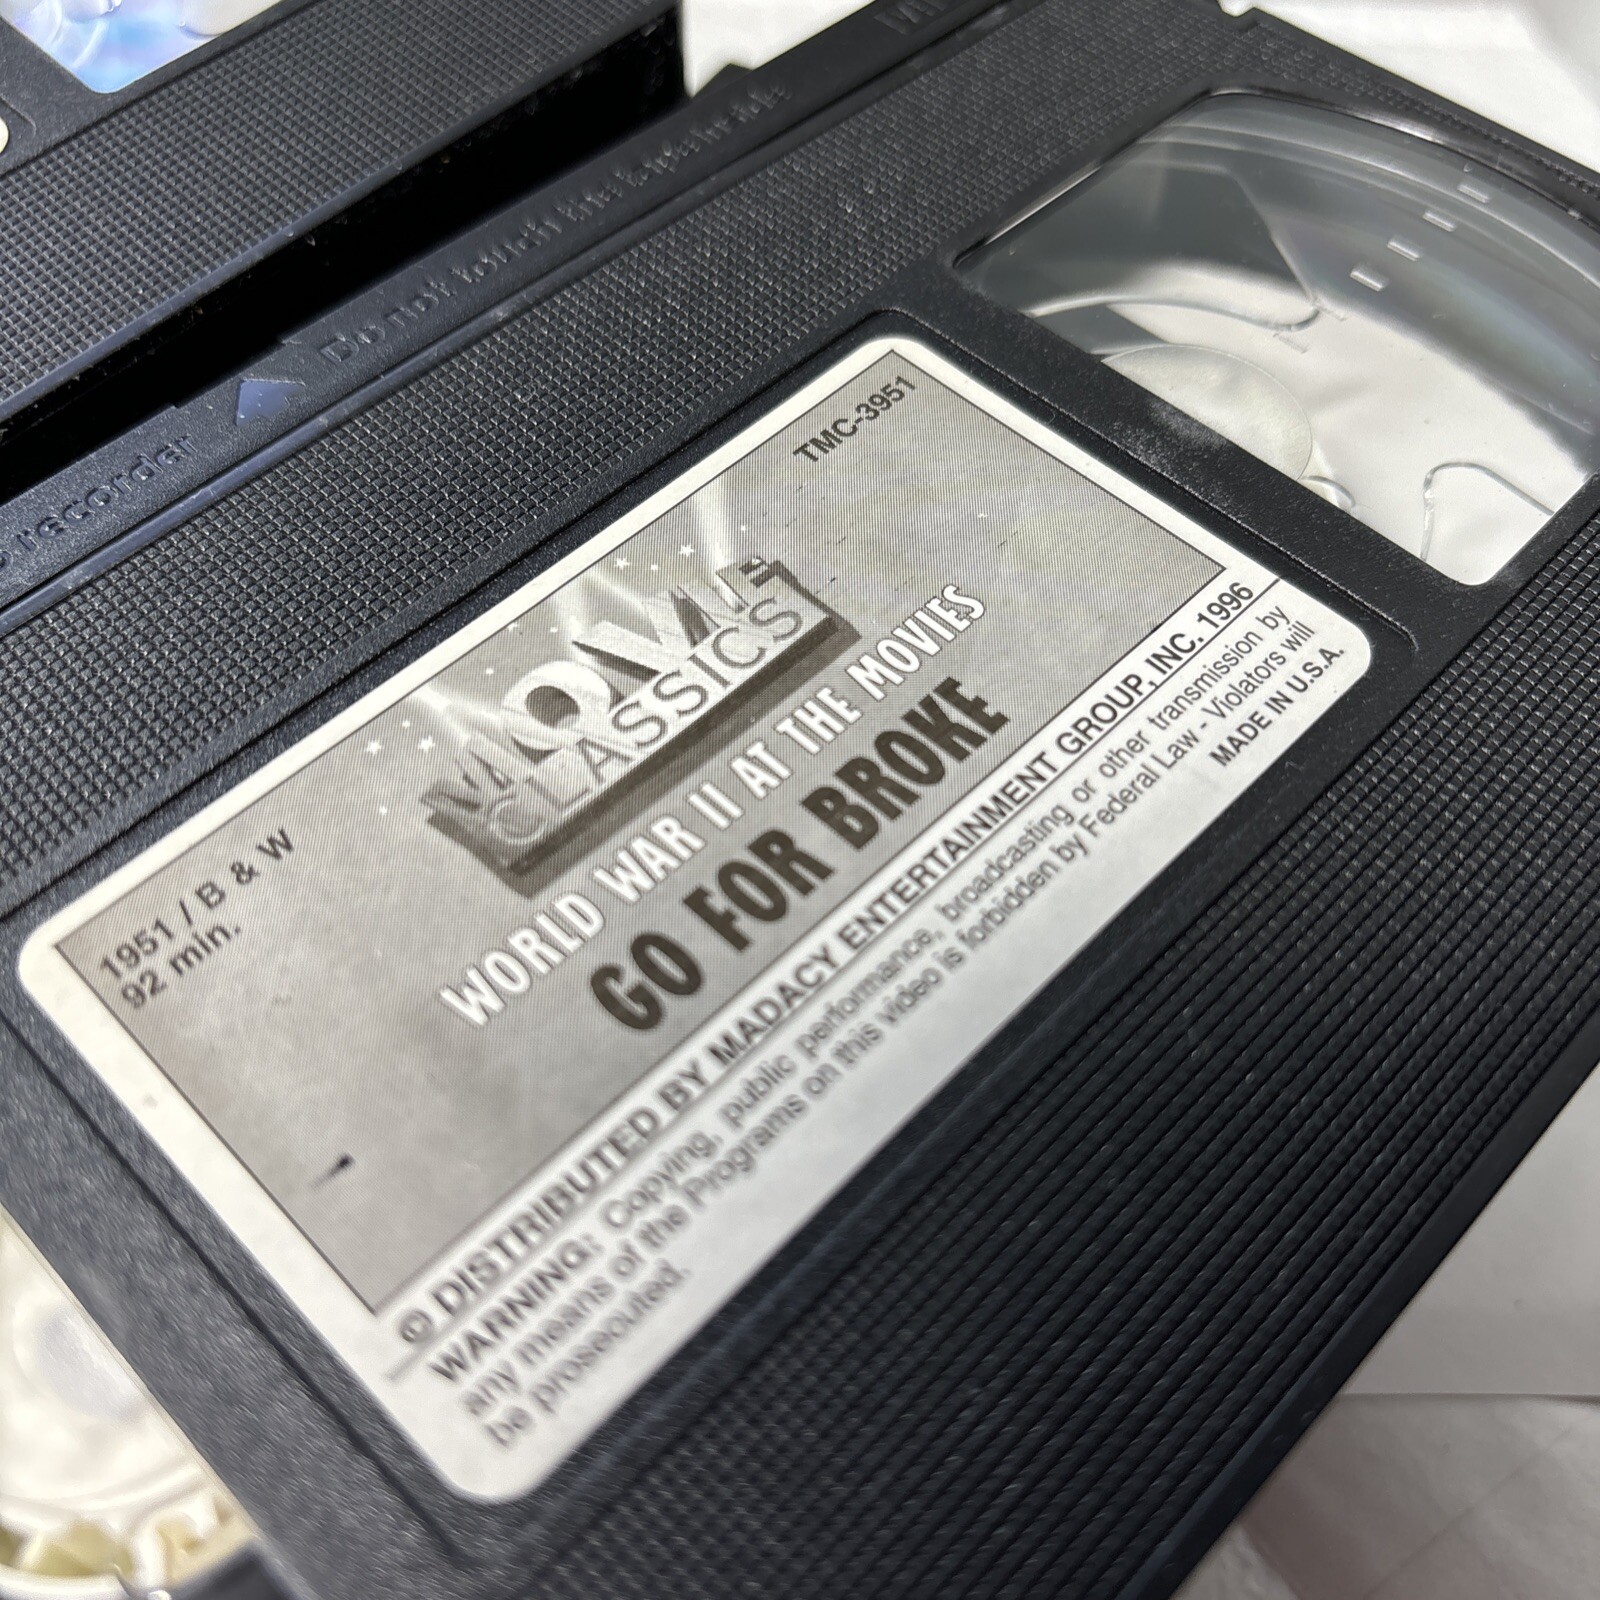 recorder
Do not touch the tape inside
TMC-3951
1951 / B & W
92 min.
MOVIE
CLASSICS
WORLD WAR II AT THE MOVIES
GO FOR BROKE
© DISTRIBUTED BY MADACY ENTERTAINMENT GROUP, INC. 1996
WARNING: Copying, public performance, broadcasting or other transmission by
any means of the Programs on this video is forbidden by Federal Law - Violators will
be prosecuted.
MADE IN U.S.A.